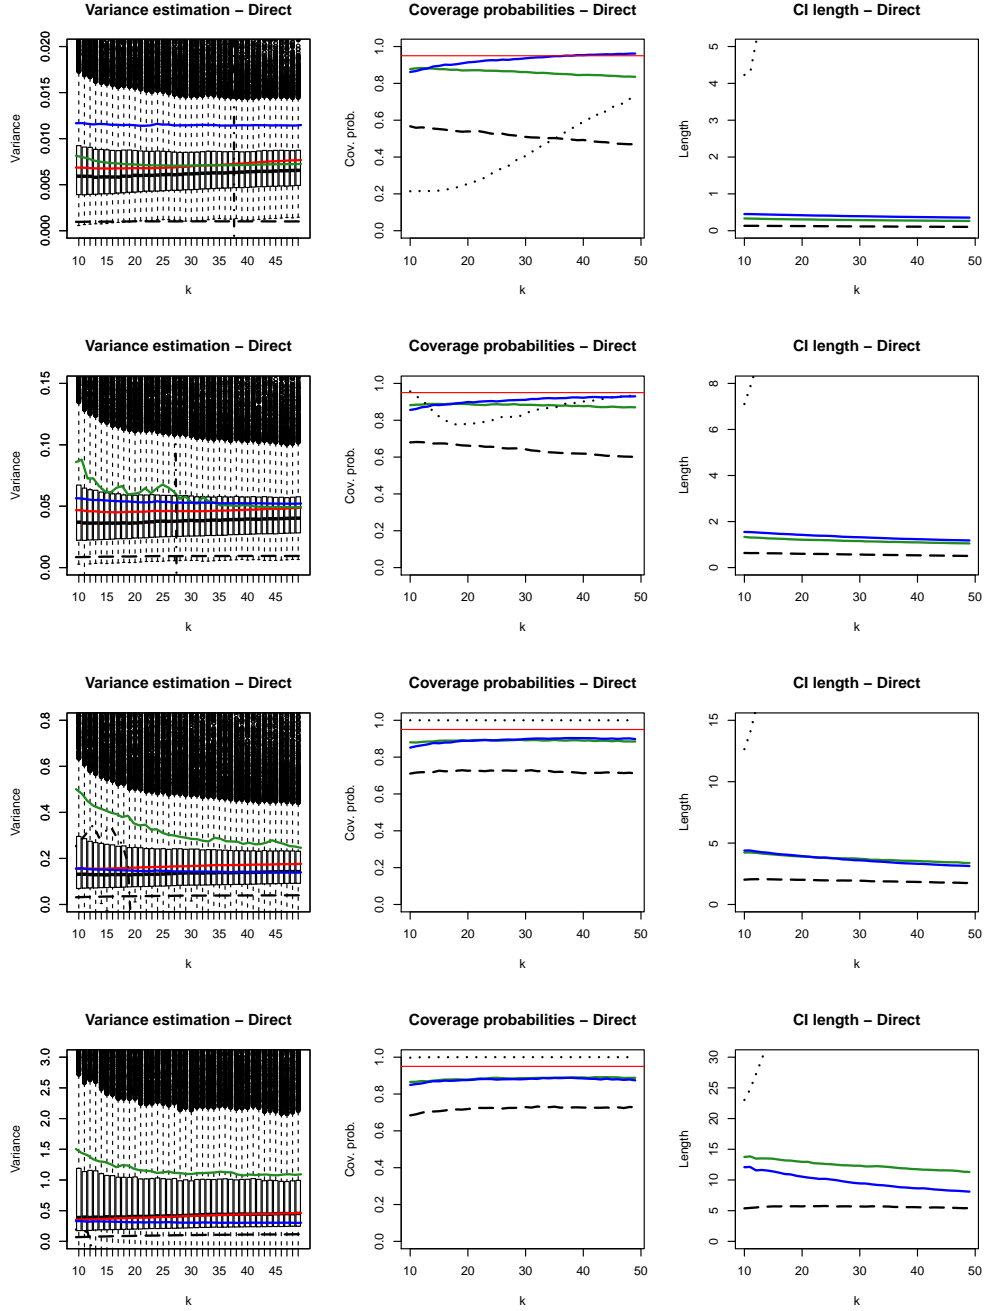 Variance estimation – Direct
Variance
0.000 0.005 0.010 0.015 0.020
10 15 20 25 30 35 40 45
k
Coverage probabilities – Direct
Cov. prob.
0.0 0.2 0.4 0.6 0.8 1.0
10 20 30 40 50
k
CI length – Direct
Length
0 1 2 3 4 5
10 20 30 40 50
k
Variance estimation – Direct
Variance
0.00 0.05 0.10 0.15
10 15 20 25 30 35 40 45
k
Coverage probabilities – Direct
Cov. prob.
0.0 0.2 0.4 0.6 0.8 1.0
10 20 30 40 50
k
CI length – Direct
Length
0 2 4 6 8
10 20 30 40 50
k
Variance estimation – Direct
Variance
0.0 0.2 0.4 0.6 0.8
10 15 20 25 30 35 40 45
k
Coverage probabilities – Direct
Cov. prob.
0.0 0.2 0.4 0.6 0.8 1.0
10 20 30 40 50
k
CI length – Direct
Length
0 5 10 15
10 20 30 40 50
k
Variance estimation – Direct
Variance
0.0 0.5 1.0 1.5 2.0 2.5 3.0
10 15 20 25 30 35 40 45
k
Coverage probabilities – Direct
Cov. prob.
0.0 0.2 0.4 0.6 0.8 1.0
10 20 30 40 50
k
CI length – Direct
Length
0 5 10 15 20 25 30
10 20 30 40 50
k